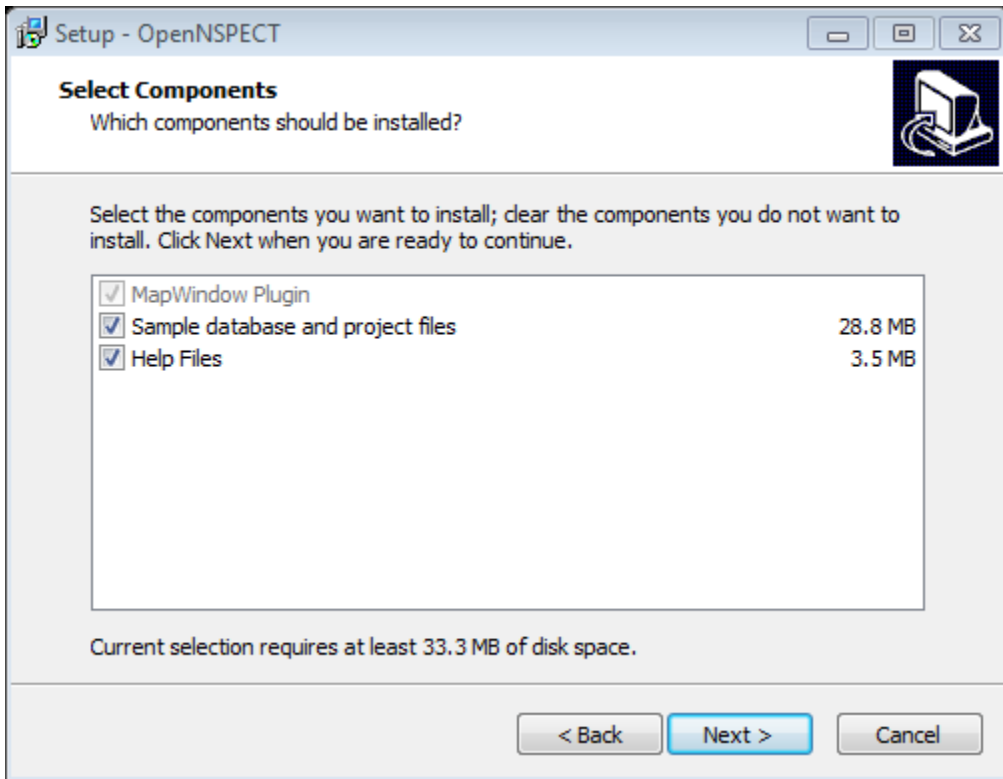 Setup - OpenNSPECT
Select Components
Which components should be installed?
Select the components you want to install; clear the components you do not want to
install. Click Next when you are ready to continue.
MapWindow Plugin
Sample database and project files 28.8 MB
Help Files 3.5 MB
Current selection requires at least 33.3 MB of disk space.
< Back Next > Cancel